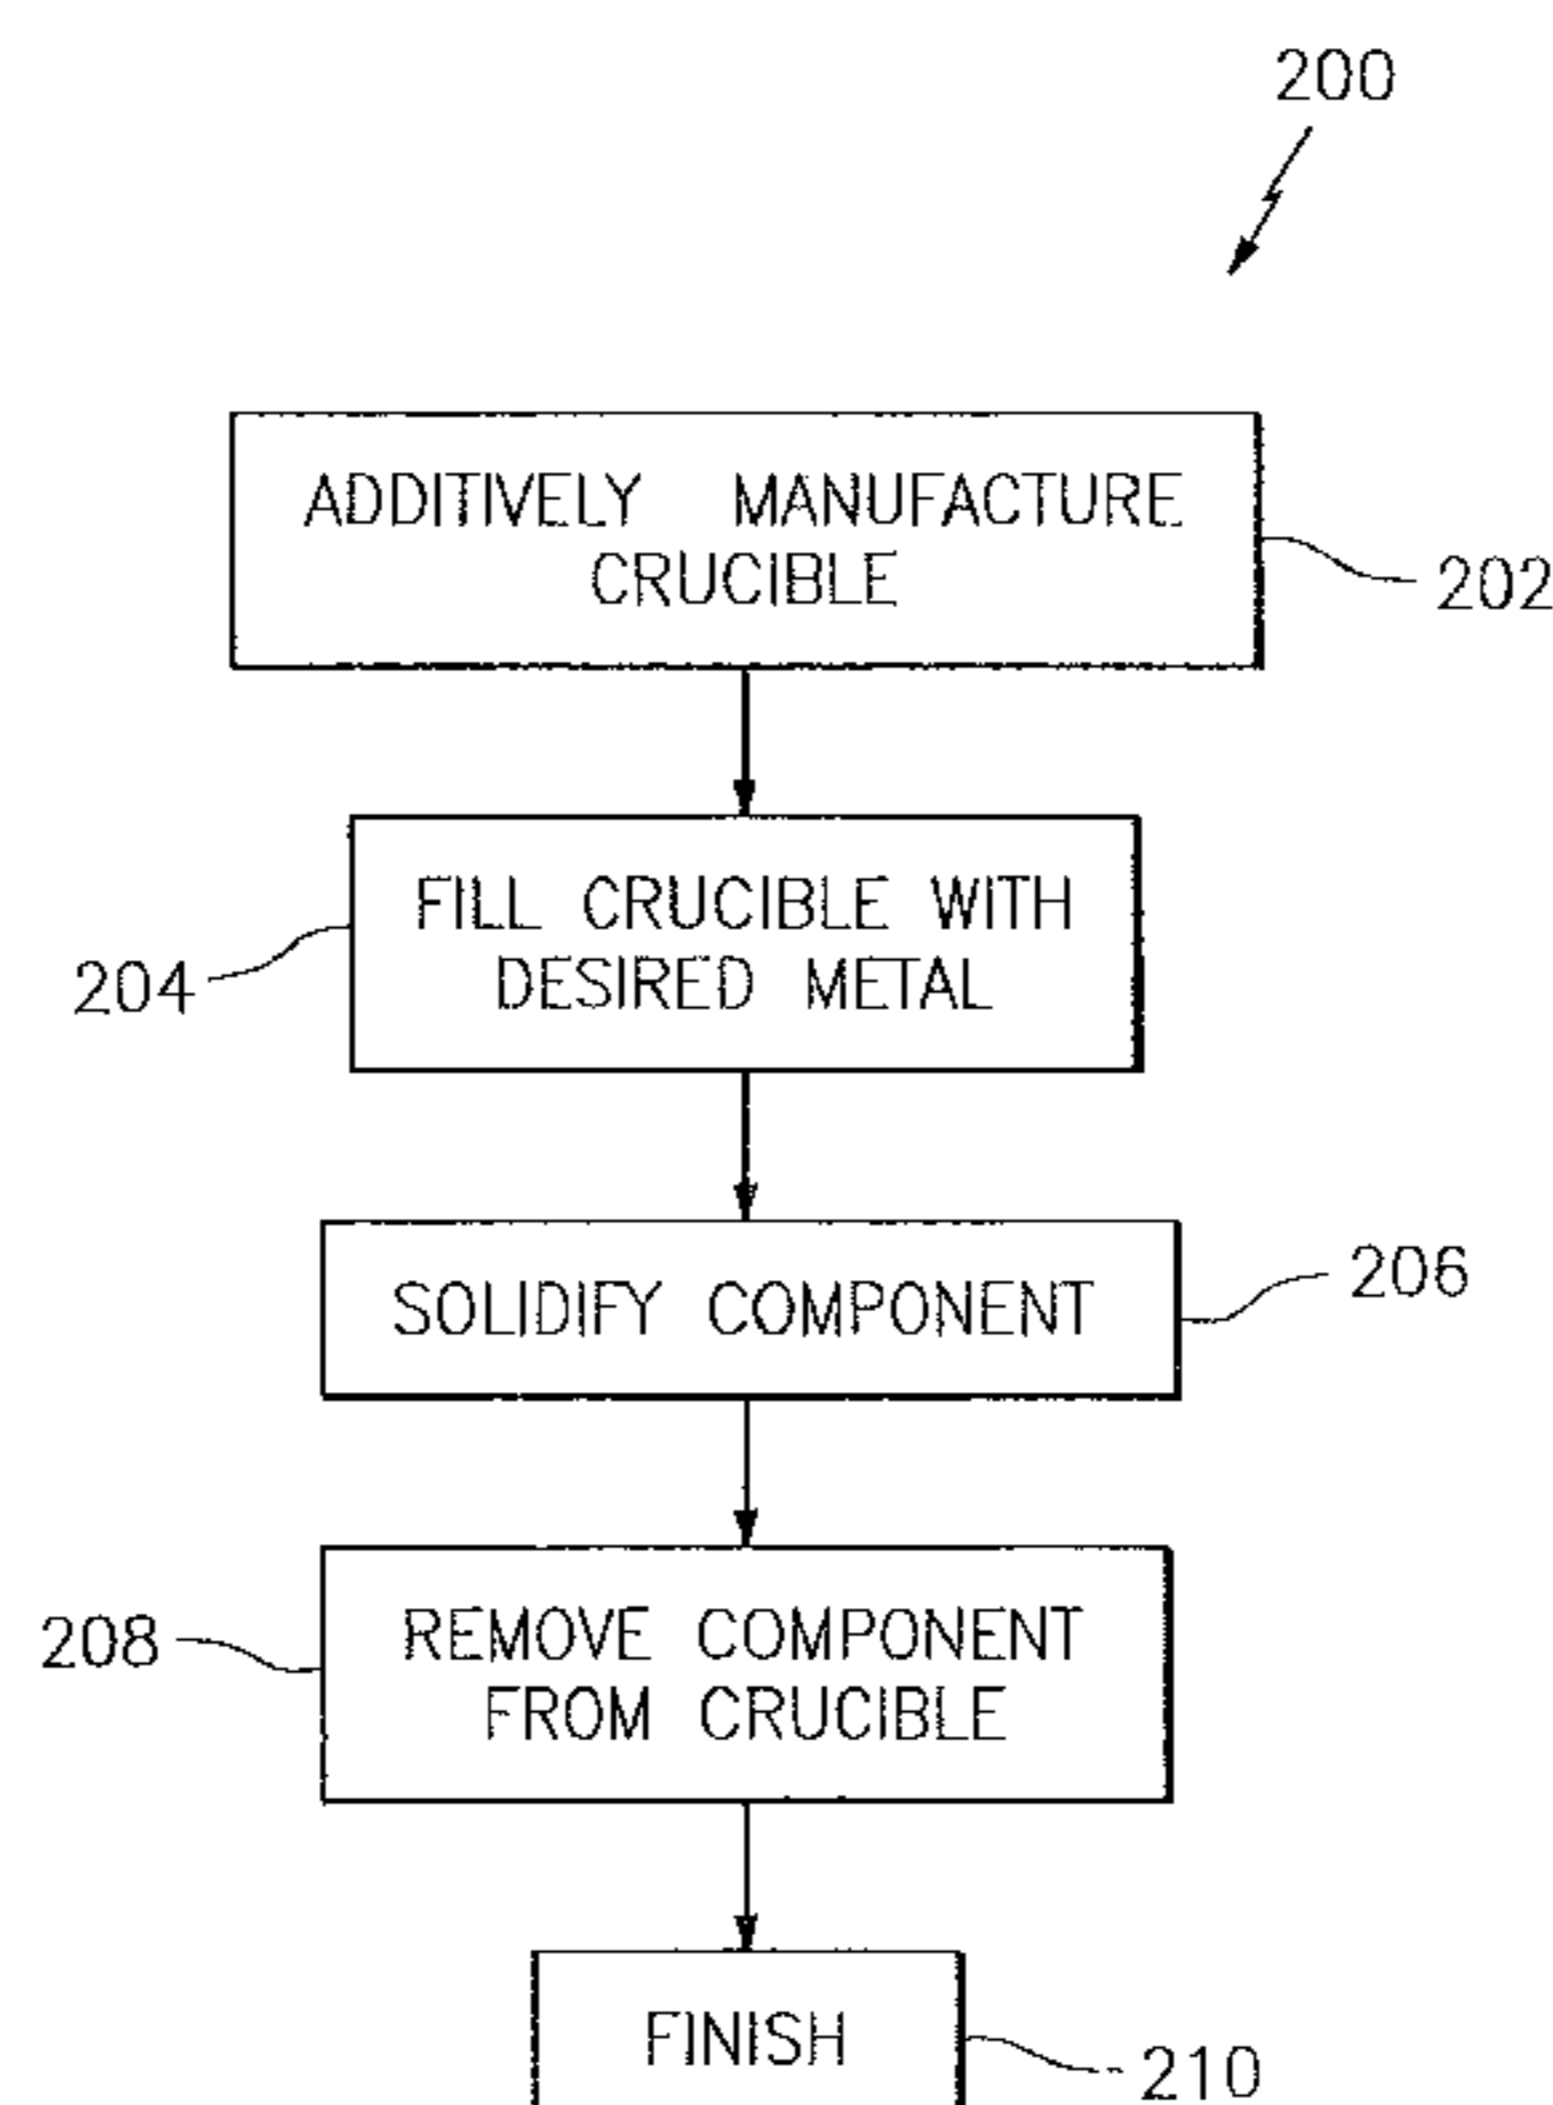 200
ADDITIVELY MANUFACTURE
CRUCIBLE
202
FILL CRUCIBLE WITH
DESIRED METAL
204
SOLIDIFY COMPONENT
206
REMOVE COMPONENT
FROM CRUCIBLE
208
FINISH
210